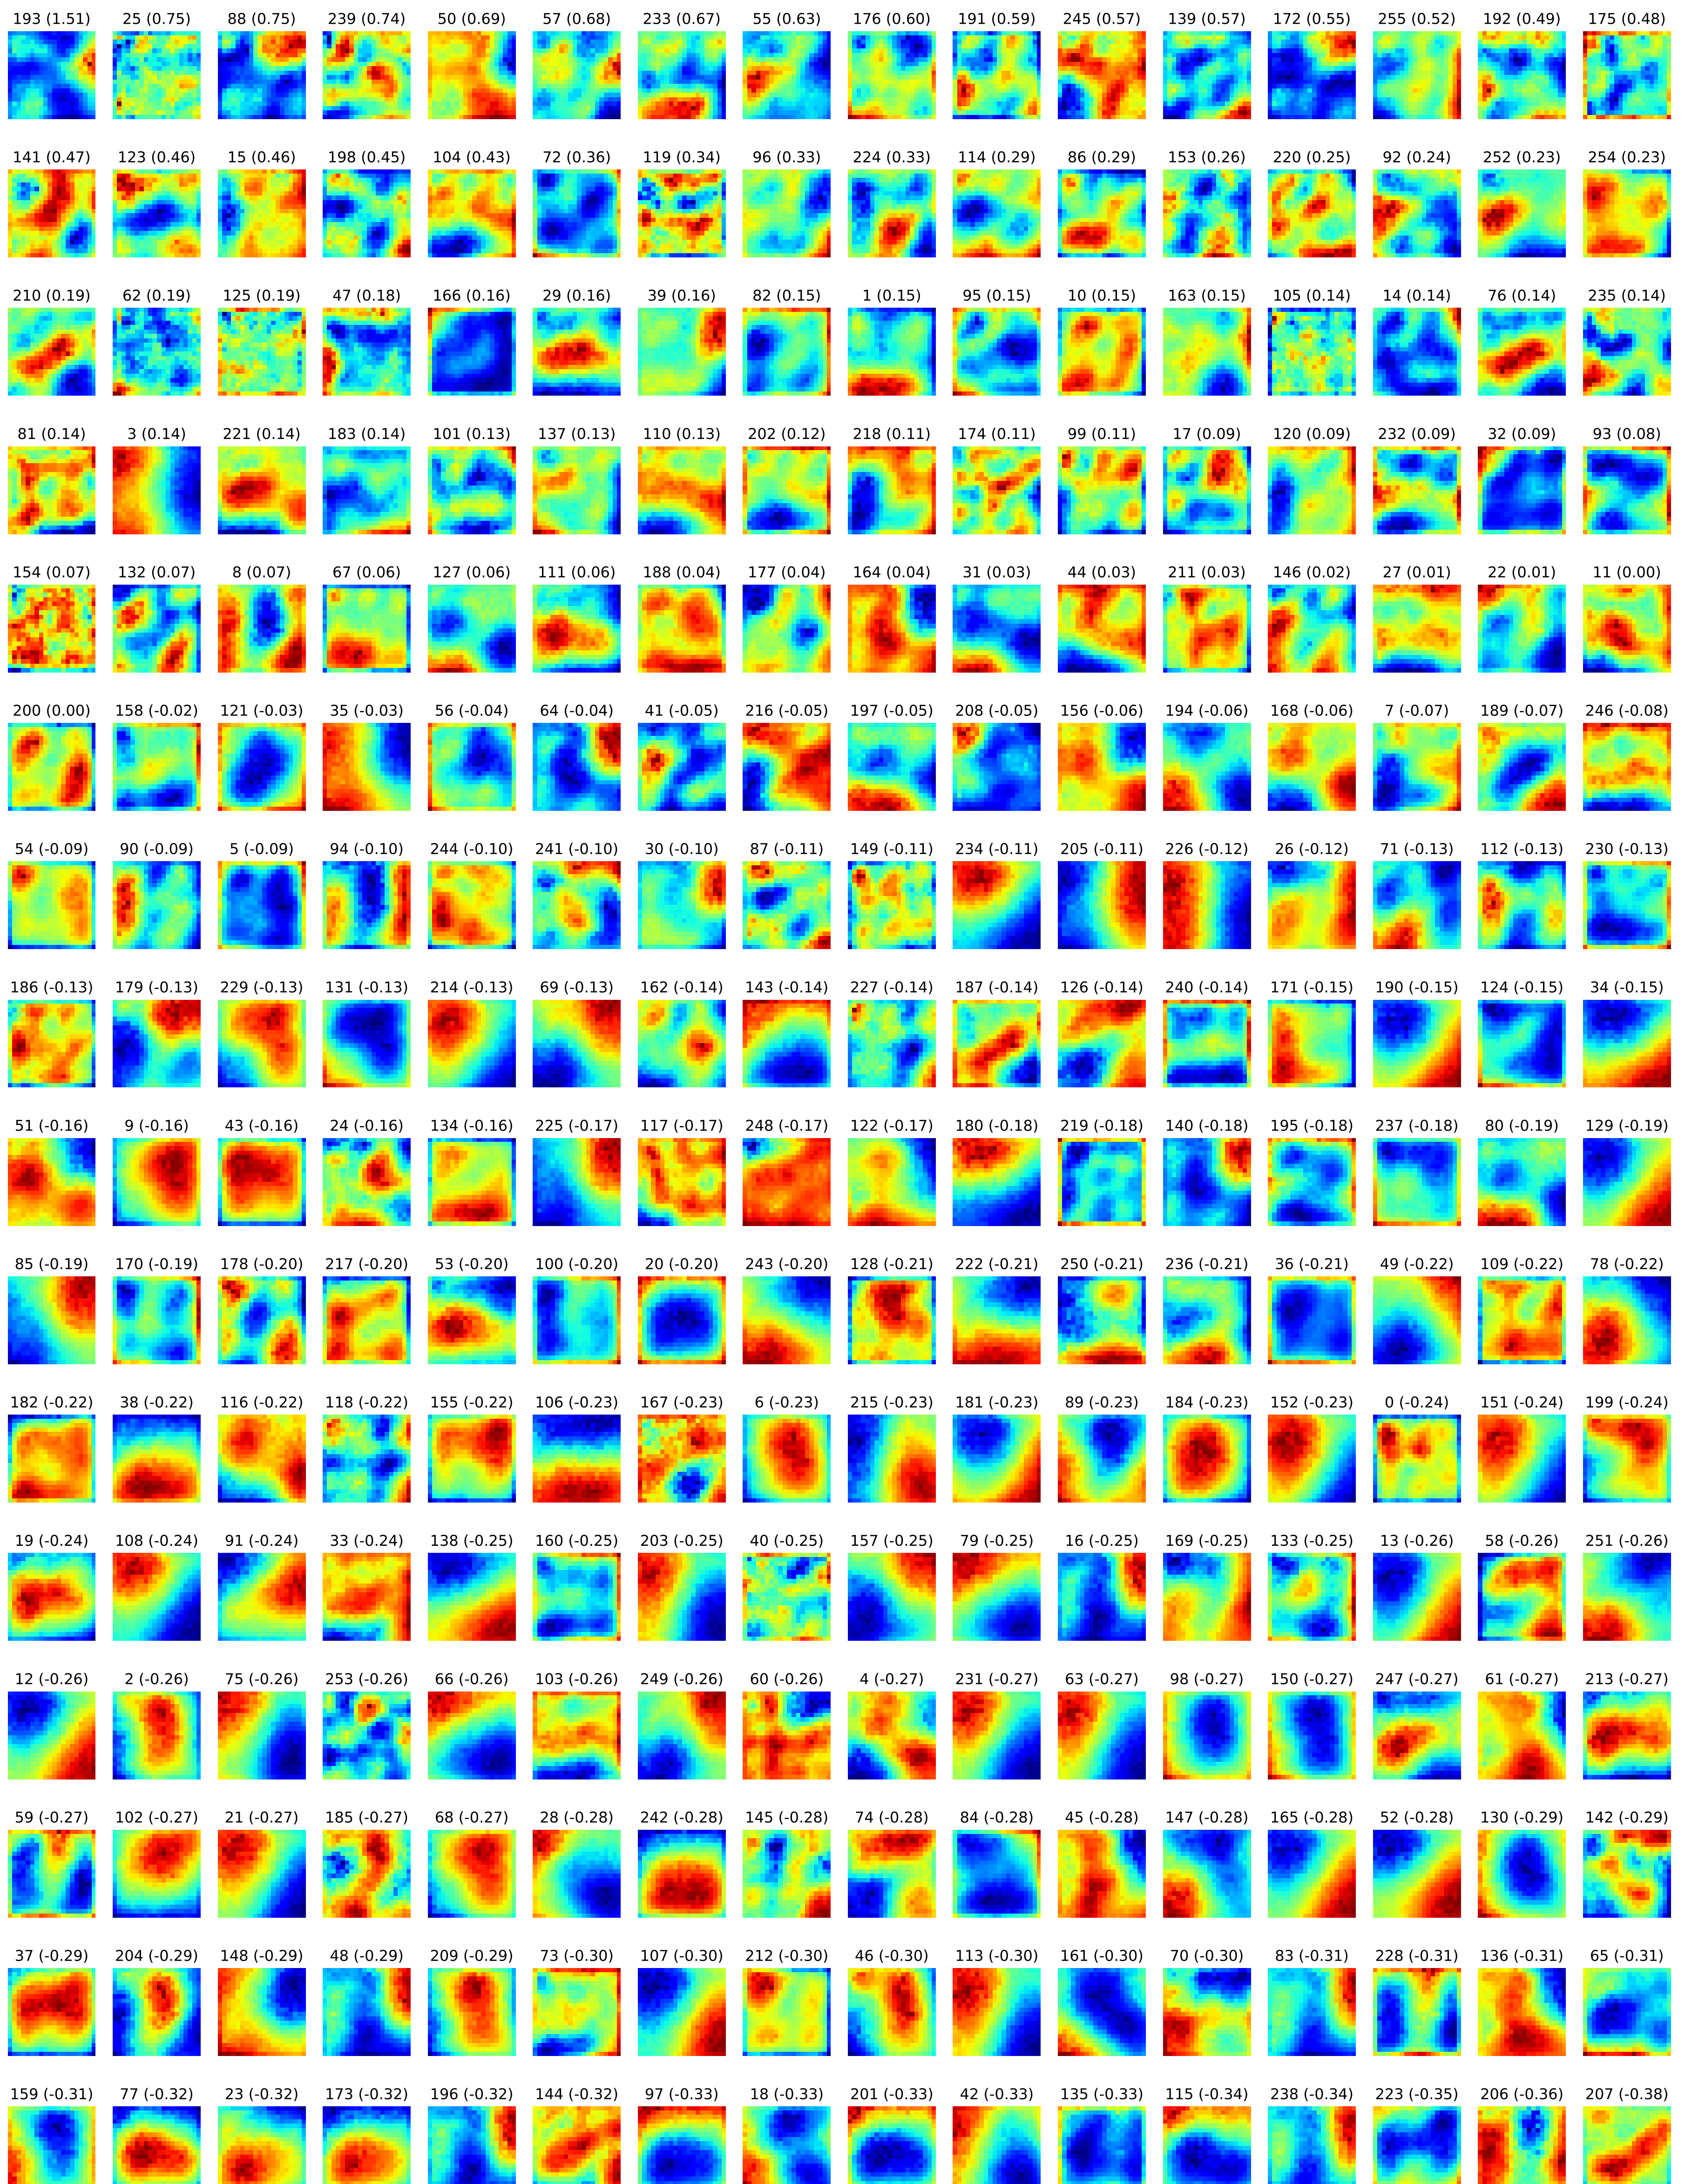 193 (1.51) 25 (0.75) 88 (0.75) 239 (0.74) 50 (0.69) 57 (0.68) 233 (0.67) 55 (0.63) 176 (0.60) 191 (0.59) 245 (0.57) 139 (0.57) 172 (0.55) 255 (0.52) 192 (0.49) 175 (0.48)
141 (0.47) 123 (0.46) 15 (0.46) 198 (0.45) 104 (0.43) 72 (0.36) 119 (0.34) 96 (0.33) 224 (0.33) 114 (0.29) 86 (0.29) 153 (0.26) 220 (0.25) 92 (0.24) 252 (0.23) 254 (0.23)
210 (0.19) 62 (0.19) 125 (0.19) 47 (0.18) 166 (0.16) 29 (0.16) 39 (0.16) 82 (0.15) 1 (0.15) 95 (0.15) 10 (0.15) 163 (0.15) 105 (0.14) 14 (0.14) 76 (0.14) 235 (0.14)
81 (0.14) 3 (0.14) 221 (0.14) 183 (0.14) 101 (0.13) 137 (0.13) 110 (0.13) 202 (0.12) 218 (0.11) 174 (0.11) 99 (0.11) 17 (0.09) 120 (0.09) 232 (0.09) 32 (0.09) 93 (0.08)
154 (0.07) 132 (0.07) 8 (0.07) 67 (0.06) 127 (0.06) 111 (0.06) 188 (0.04) 177 (0.04) 164 (0.04) 31 (0.03) 44 (0.03) 211 (0.03) 146 (0.02) 27 (0.01) 22 (0.01) 11 (0.00)
200 (0.00) 158 (-0.02) 121 (-0.03) 35 (-0.03) 56 (-0.04) 64 (-0.04) 41 (-0.05) 216 (-0.05) 197 (-0.05) 208 (-0.05) 156 (-0.06) 194 (-0.06) 168 (-0.06) 7 (-0.07) 189 (-0.07) 246 (-0.08)
54 (-0.09) 90 (-0.09) 5 (-0.09) 94 (-0.10) 244 (-0.10) 241 (-0.10) 30 (-0.10) 87 (-0.11) 149 (-0.11) 234 (-0.11) 205 (-0.11) 226 (-0.12) 26 (-0.12) 71 (-0.13) 112 (-0.13) 230 (-0.13)
186 (-0.13) 179 (-0.13) 229 (-0.13) 131 (-0.13) 214 (-0.13) 69 (-0.13) 162 (-0.14) 143 (-0.14) 227 (-0.14) 187 (-0.14) 126 (-0.14) 240 (-0.14) 171 (-0.15) 190 (-0.15) 124 (-0.15) 34 (-0.15)
51 (-0.16) 9 (-0.16) 43 (-0.16) 24 (-0.16) 134 (-0.16) 225 (-0.17) 117 (-0.17) 248 (-0.17) 122 (-0.17) 180 (-0.18) 219 (-0.18) 140 (-0.18) 195 (-0.18) 237 (-0.18) 80 (-0.19) 129 (-0.19)
85 (-0.19) 170 (-0.19) 178 (-0.20) 217 (-0.20) 53 (-0.20) 100 (-0.20) 20 (-0.20) 243 (-0.20) 128 (-0.21) 222 (-0.21) 250 (-0.21) 236 (-0.21) 36 (-0.21) 49 (-0.22) 109 (-0.22) 78 (-0.22)
182 (-0.22) 38 (-0.22) 116 (-0.22) 118 (-0.22) 155 (-0.22) 106 (-0.23) 167 (-0.23) 6 (-0.23) 215 (-0.23) 181 (-0.23) 89 (-0.23) 184 (-0.23) 152 (-0.23) 0 (-0.24) 151 (-0.24) 199 (-0.24)
19 (-0.24) 108 (-0.24) 91 (-0.24) 33 (-0.24) 138 (-0.25) 160 (-0.25) 203 (-0.25) 40 (-0.25) 157 (-0.25) 79 (-0.25) 16 (-0.25) 169 (-0.25) 133 (-0.25) 13 (-0.26) 58 (-0.26) 251 (-0.26)
12 (-0.26) 2 (-0.26) 75 (-0.26) 253 (-0.26) 66 (-0.26) 103 (-0.26) 249 (-0.26) 60 (-0.26) 4 (-0.27) 231 (-0.27) 63 (-0.27) 98 (-0.27) 150 (-0.27) 247 (-0.27) 61 (-0.27) 213 (-0.27)
59 (-0.27) 102 (-0.27) 21 (-0.27) 185 (-0.27) 68 (-0.27) 28 (-0.28) 242 (-0.28) 145 (-0.28) 74 (-0.28) 84 (-0.28) 45 (-0.28) 147 (-0.28) 165 (-0.28) 52 (-0.28) 130 (-0.29) 142 (-0.29)
37 (-0.29) 204 (-0.29) 148 (-0.29) 48 (-0.29) 209 (-0.29) 73 (-0.30) 107 (-0.30) 212 (-0.30) 46 (-0.30) 113 (-0.30) 161 (-0.30) 70 (-0.30) 83 (-0.31) 228 (-0.31) 136 (-0.31) 65 (-0.31)
159 (-0.31) 77 (-0.32) 23 (-0.32) 173 (-0.32) 196 (-0.32) 144 (-0.32) 97 (-0.33) 18 (-0.33) 201 (-0.33) 42 (-0.33) 135 (-0.33) 115 (-0.34) 238 (-0.34) 223 (-0.35) 206 (-0.36) 207 (-0.38)